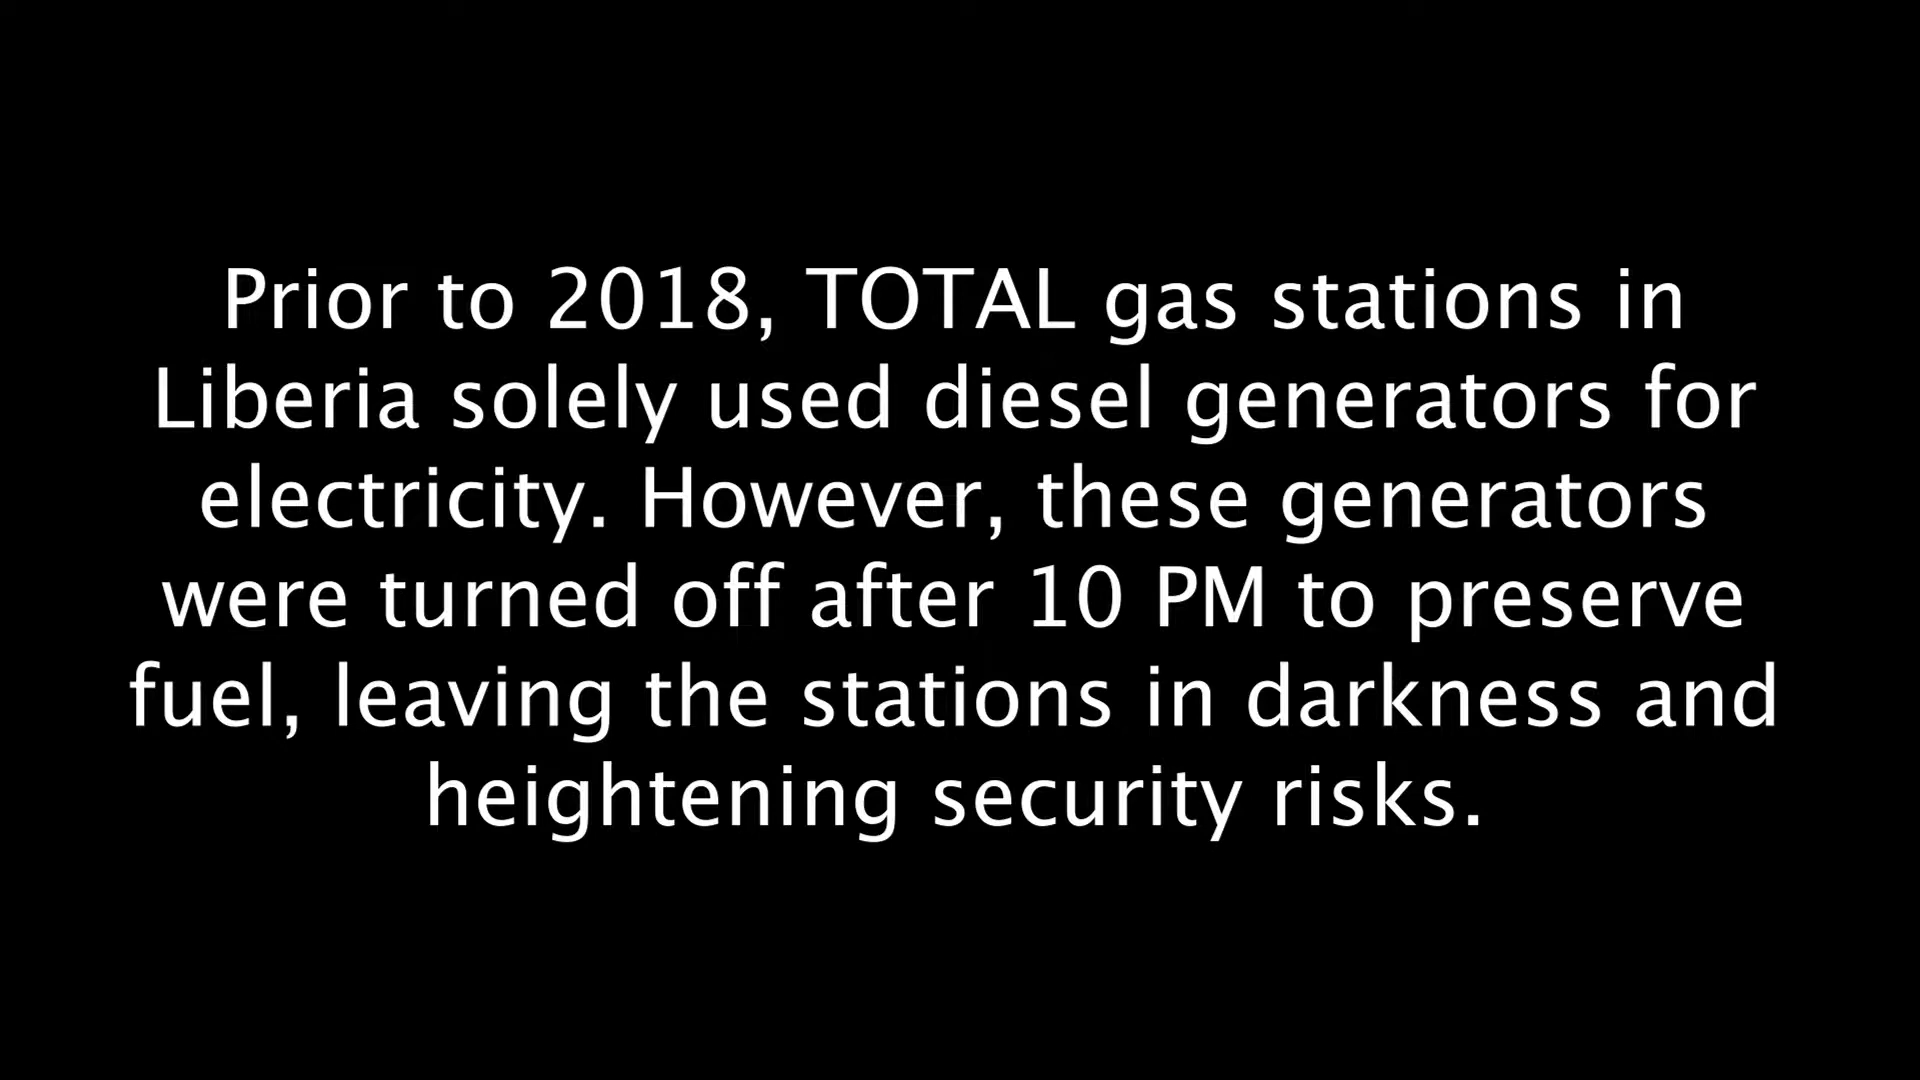 Prior to 2018, TOTAL gas stations in
Liberia solely used diesel generators for
electricity. However, these generators
were turned off after 10 PM to preserve
fuel, leaving the stations in darkness and
heightening security risks.